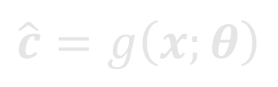 ĉ = g(x; θ)